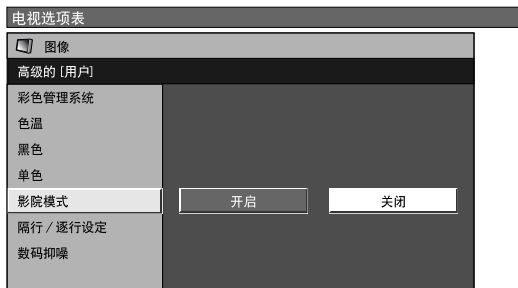 电视选项表
图像
高级的 [用户]
彩色管理系统
色温
黑色
单色
影院模式 开启 关闭
隔行／逐行设定
数码抑噪